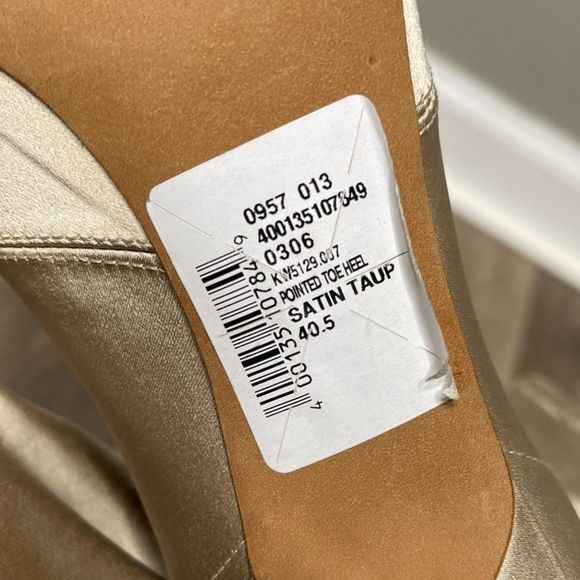 0957 013
400135107849
0306
KW5129.007
POINTED TOE HEEL
SATIN TAUP
40.5
4 00135 10784 9